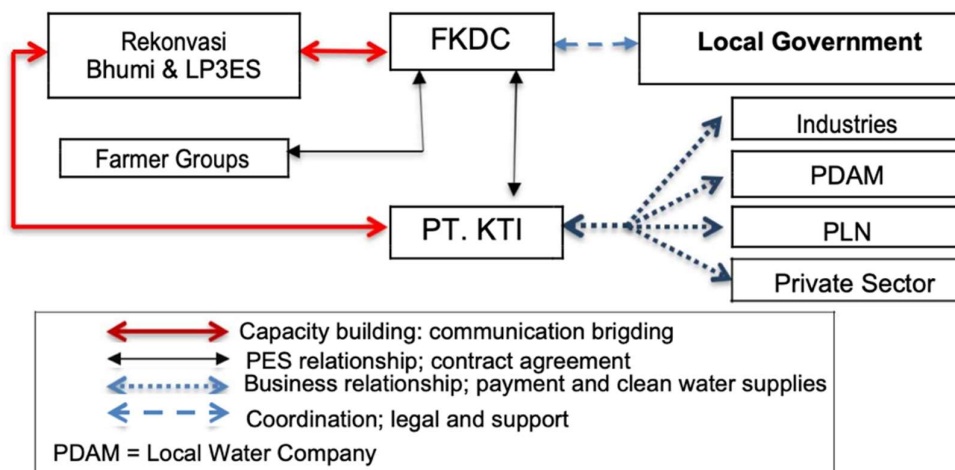 Rekonvasi
Bhumi & LP3ES
FKDC
Local Government
Industries
Farmer Groups
PDAM
PT. KTI
PLN
Private Sector
Capacity building: communication brigding
PES relationship; contract agreement
Business relationship; payment and clean water supplies
Coordination; legal and support
PDAM = Local Water Company